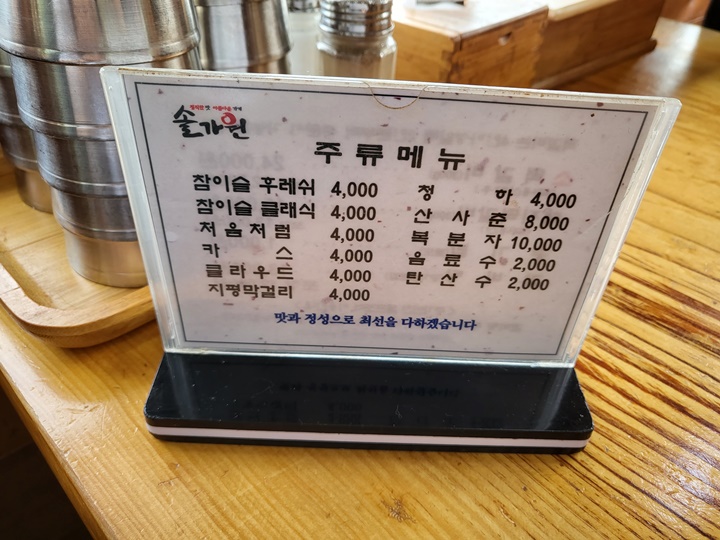 솔가원
주류메뉴
참이슬 후레쉬 4,000
참이슬 클래식 4,000
처음처럼 4,000
카 스 4,000
클라우드 4,000
지평막걸리 4,000
청 하 4,000
산 사 춘 8,000
복 분 자 10,000
음 료 수 2,000
탄 산 수 2,000
맛과 정성으로 최선을 다하겠습니다